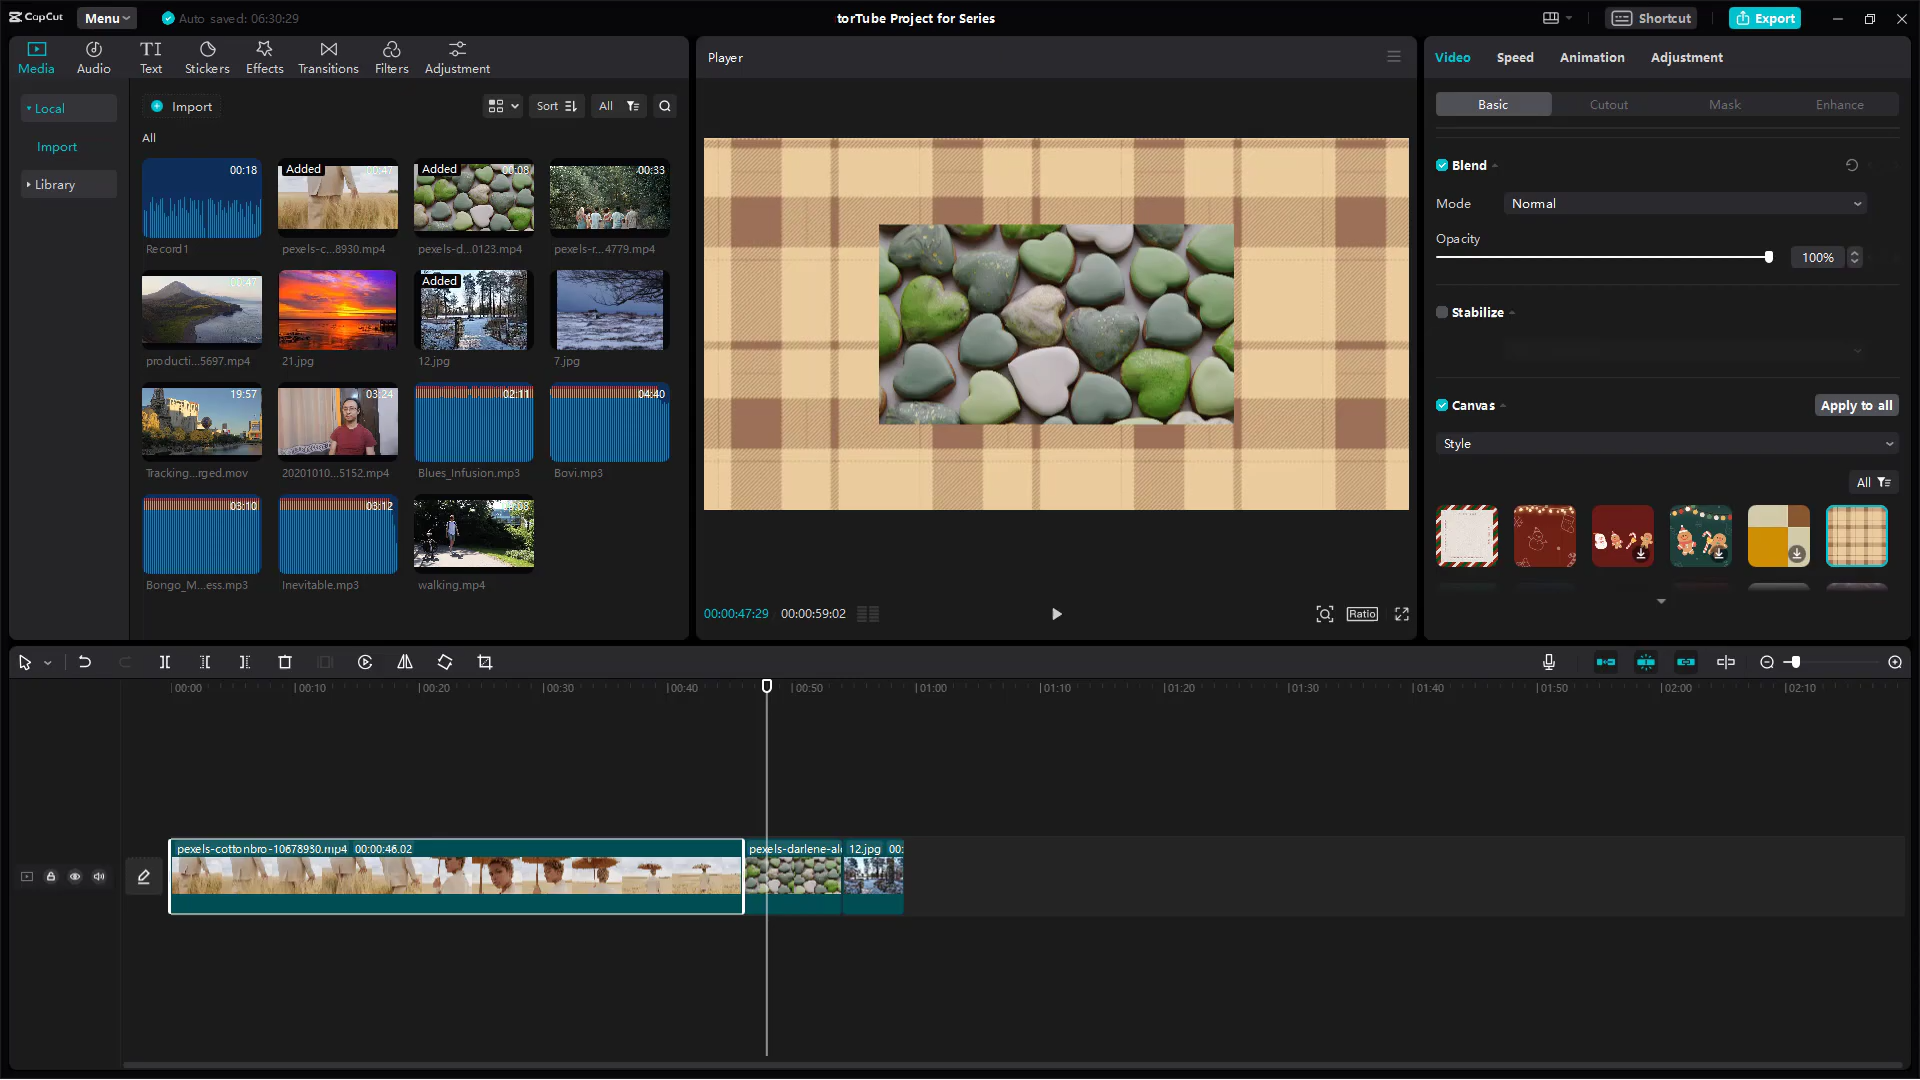 CapCut
Menu
Auto saved: 06:30:29
torTube Project for Series
Shortcut
Export
Media
Audio
Text
Stickers
Effects
Transitions
Filters
Adjustment
Local
Import
Library
Import
Sort
All
All
00:18
Record1
Added
00:47
pexels-c...8930.mp4
Added
00:08
pexels-d...0123.mp4
00:33
pexels-r...4779.mp4
00:47
producti...5697.mp4
21.jpg
Added
12.jpg
7.jpg
19:57
Tracking...rged.mov
03:24
20201010...5152.mp4
02:11
Blues_Infusion.mp3
04:40
Bovi.mp3
03:10
Bongo_M...ess.mp3
03:12
Inevitable.mp3
walking.mp4
Player
00:00:47:29
00:00:59:02
Ratio
Video
Speed
Animation
Adjustment
Basic
Cutout
Mask
Enhance
Blend
Mode
Normal
Opacity
100%
Stabilize
Canvas
Apply to all
Style
All
00:00
00:10
00:20
00:30
00:40
00:50
01:00
01:10
01:20
01:30
01:40
01:50
02:00
02:10
pexels-cottonbro-10678930.mp4 00:00:46.02
pexels-darlene-ald
12.jpg 00: